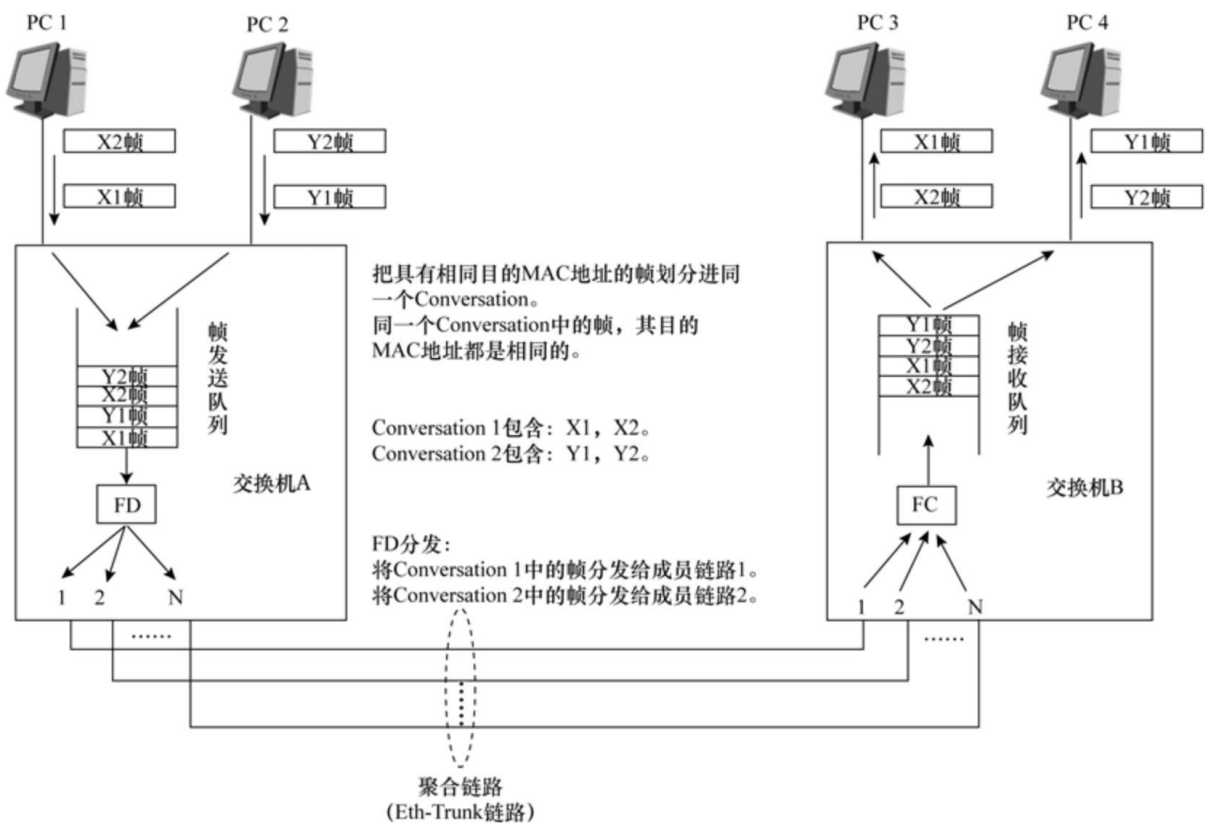 PC 1
PC 2
PC 3
PC 4
X2帧
X1帧
Y2帧
Y1帧
X1帧
X2帧
Y1帧
Y2帧
把具有相同目的MAC地址的帧划分进同
一个Conversation。
同一个Conversation中的帧，其目的
MAC地址都是相同的。
Conversation 1包含：X1，X2。
Conversation 2包含：Y1，Y2。
FD分发：
将Conversation 1中的帧分发给成员链路1。
将Conversation 2中的帧分发给成员链路2。
帧发送队列
Y2帧
X2帧
Y1帧
X1帧
交换机A
FD
1
2
N
......
帧接收队列
Y1帧
Y2帧
X1帧
X2帧
交换机B
FC
1
2
N
......
聚合链路
(Eth-Trunk链路)